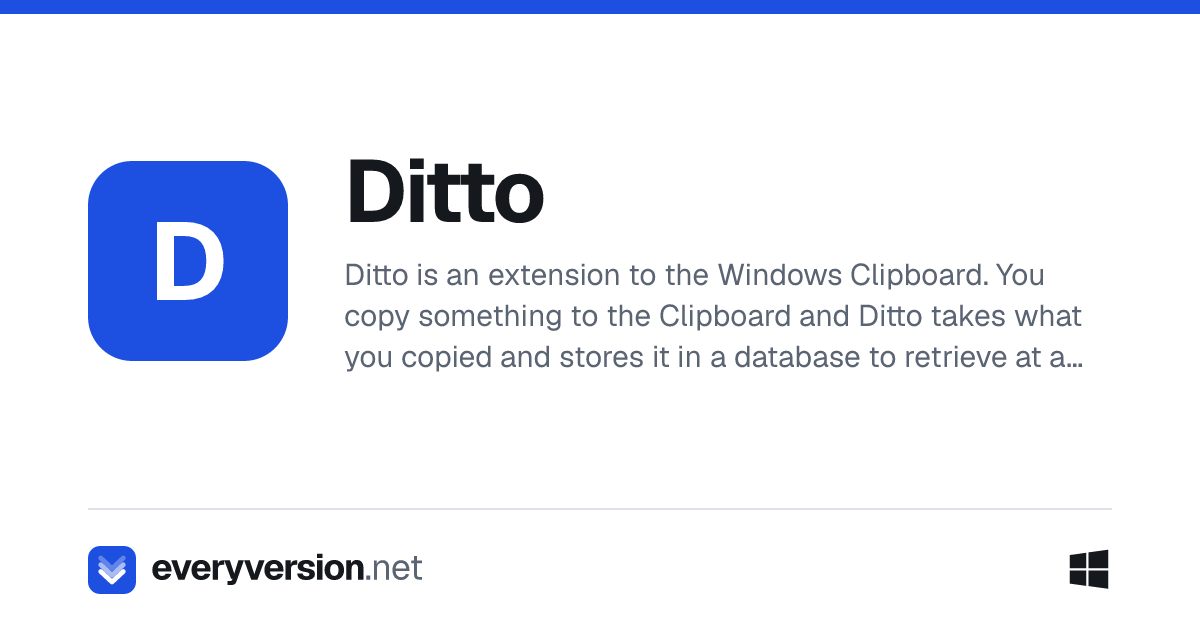 D
Ditto
Ditto is an extension to the Windows Clipboard. You
copy something to the Clipboard and Ditto takes what
you copied and stores it in a database to retrieve at a...
everyversion.net